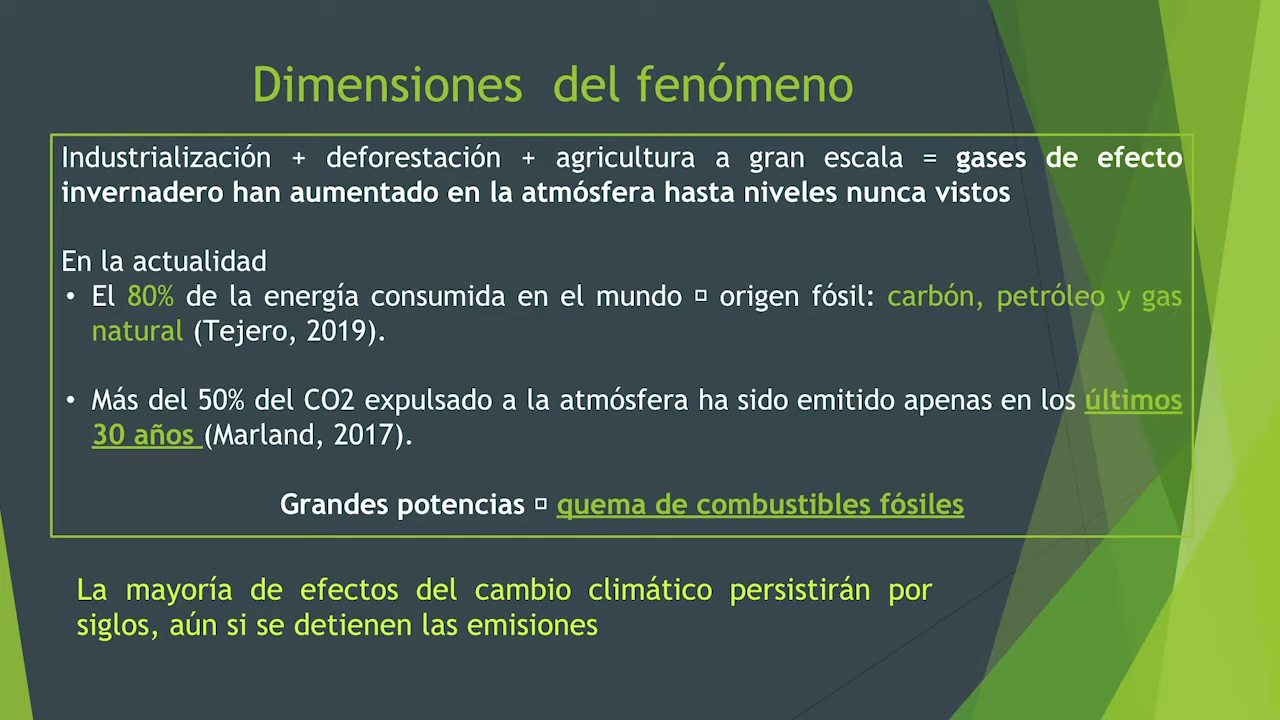 Dimensiones del fenómeno
Industrialización + deforestación + agricultura a gran escala = gases de efecto
invernadero han aumentado en la atmósfera hasta niveles nunca vistos
En la actualidad
• El 80% de la energía consumida en el mundo □ origen fósil: carbón, petróleo y gas
natural (Tejero, 2019).
• Más del 50% del CO2 expulsado a la atmósfera ha sido emitido apenas en los últimos
30 años (Marland, 2017).
Grandes potencias □ quema de combustibles fósiles
La mayoría de efectos del cambio climático persistirán por
siglos, aún si se detienen las emisiones